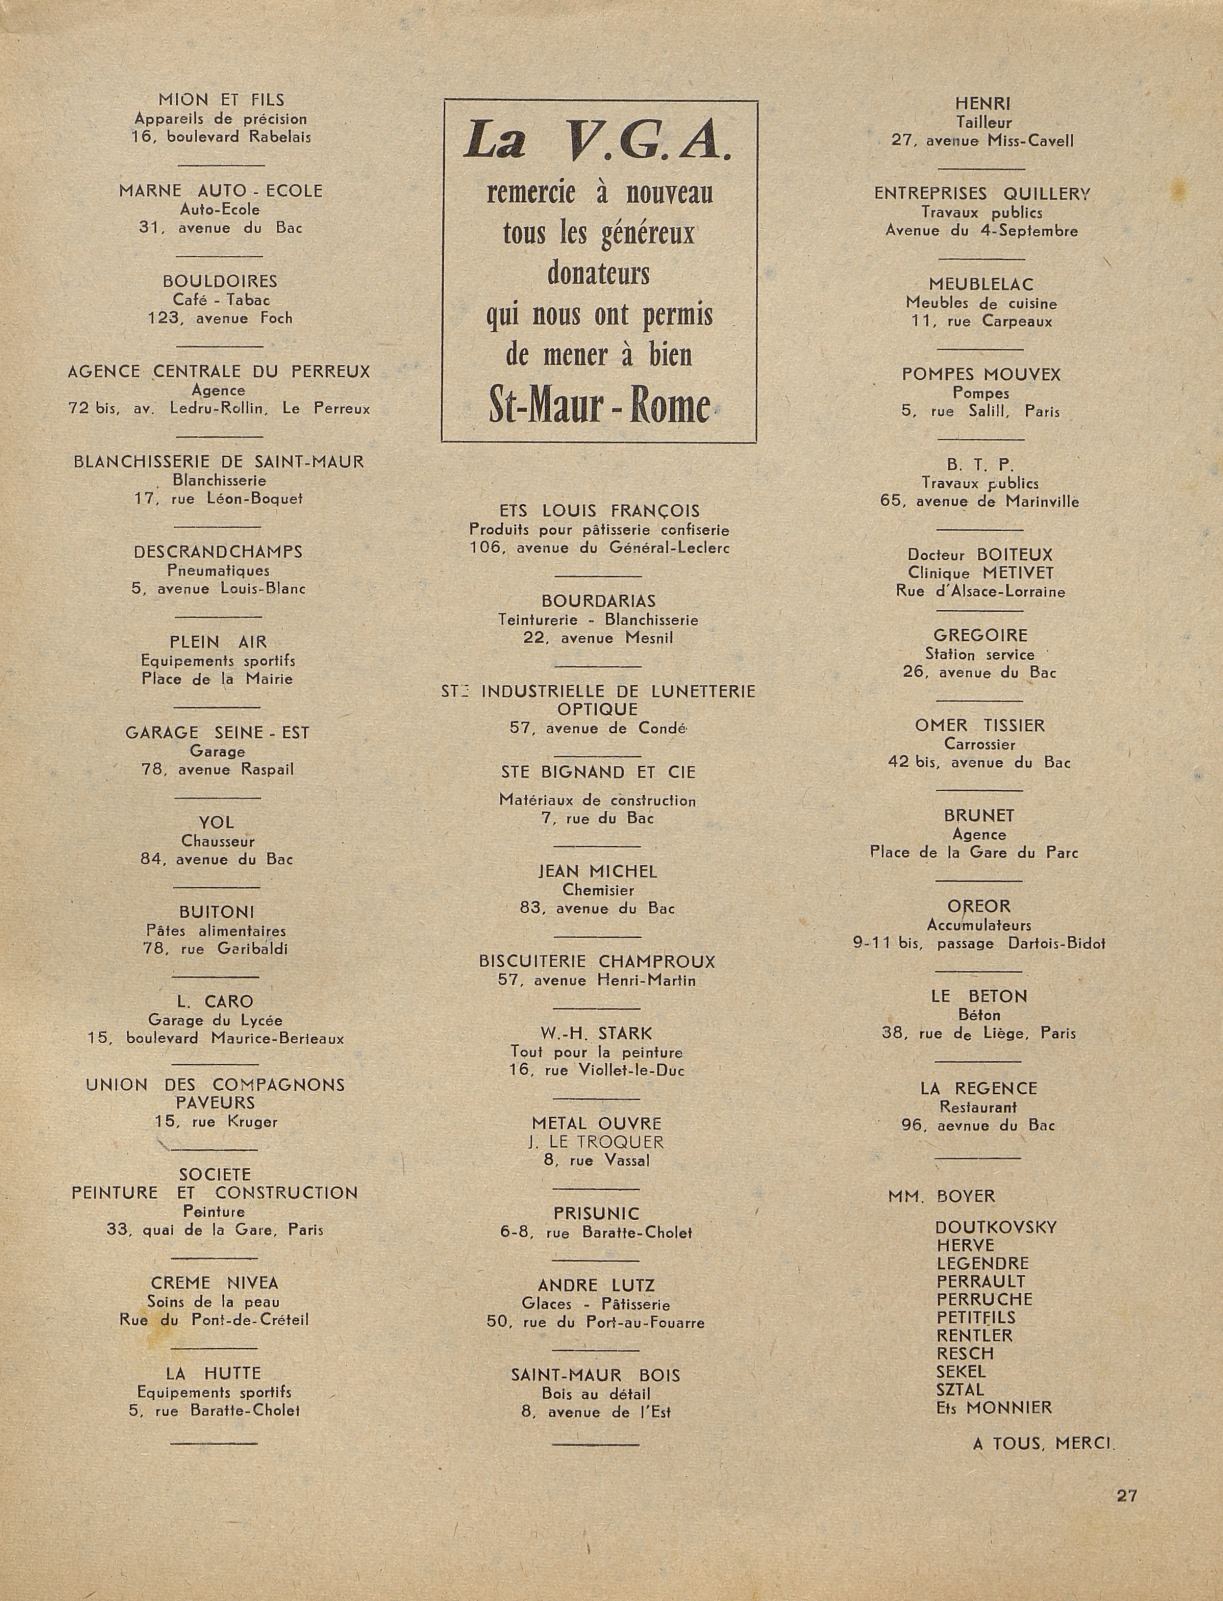 MION ET FILS
Appareils de précision
16, boulevard Rabelais
MARNE AUTO - ECOLE
Auto-Ecole
31, avenue du Bac
BOULDOIRES
Café - Tabac
123, avenue Foch
AGENCE CENTRALE DU PERREUX
Agence
72 bis, av. Ledru-Rollin, Le Perreux
BLANCHISSERIE DE SAINT-MAUR
Blanchisserie
17, rue Léon-Boquet
DESCRANDCHAMPS
Pneumatiques
5, avenue Louis-Blanc
PLEIN AIR
Equipements sportifs
Place de la Mairie
GARAGE SEINE - EST
Garage
78, avenue Raspail
YOL
Chausseur
84, avenue du Bac
BUITONI
Pâtes alimentaires
78, rue Garibaldi
L. CARO
Garage du Lycée
15, boulevard Maurice-Berteaux
UNION DES COMPAGNONS
PAVEURS
15, rue Kruger
SOCIETE
PEINTURE ET CONSTRUCTION
Peinture
33, quai de la Gare, Paris
CREME NIVEA
Soins de la peau
Rue du Pont-de-Créteil
LA HUTTE
Equipements sportifs
5, rue Baratte-Cholet
La V.G.A.
remercie à nouveau
tous les généreux
donateurs
qui nous ont permis
de mener à bien
St-Maur - Rome
ETS LOUIS FRANÇOIS
Produits pour pâtisserie confiserie
106, avenue du Général-Leclerc
BOURDARIAS
Teinturerie - Blanchisserie
22, avenue Mesnil
STE INDUSTRIELLE DE LUNETTERIE
OPTIQUE
57, avenue de Condé
STE BIGNAND ET CIE
Matériaux de construction
7, rue du Bac
JEAN MICHEL
Chemisier
83, avenue du Bac
BISCUITERIE CHAMPROUX
57, avenue Henri-Martin
W.-H. STARK
Tout pour la peinture
16, rue Viollet-le-Duc
METAL OUVRE
J. LE TROQUER
8, rue Vassal
PRISUNIC
6-8, rue Baratte-Cholet
ANDRE LUTZ
Glaces - Pâtisserie
50, rue du Port-au-Fouarre
SAINT-MAUR BOIS
Bois au détail
8, avenue de l'Est
HENRI
Tailleur
27, avenue Miss-Cavell
ENTREPRISES QUILLERY
Travaux publics
Avenue du 4-Septembre
MEUBLELAC
Meubles de cuisine
11, rue Carpeaux
POMPES MOUVEX
Pompes
5, rue Salill, Paris
B. T. P.
Travaux publics
65, avenue de Marinville
Docteur BOITEUX
Clinique METIVET
Rue d'Alsace-Lorraine
GREGOIRE
Station service
26, avenue du Bac
OMER TISSIER
Carrossier
42 bis, avenue du Bac
BRUNET
Agence
Place de la Gare du Parc
OREOR
Accumulateurs
9-11 bis, passage Dartois-Bidot
LE BETON
Béton
38, rue de Liège, Paris
LA REGENCE
Restaurant
96, aevnue du Bac
MM. BOYER
DOUTKOVSKY
HERVE
LEGENDRE
PERRAULT
PERRUCHE
PETITFILS
RENTLER
RESCH
SEKEL
SZTAL
Ets MONNIER
A TOUS, MERCI.
27